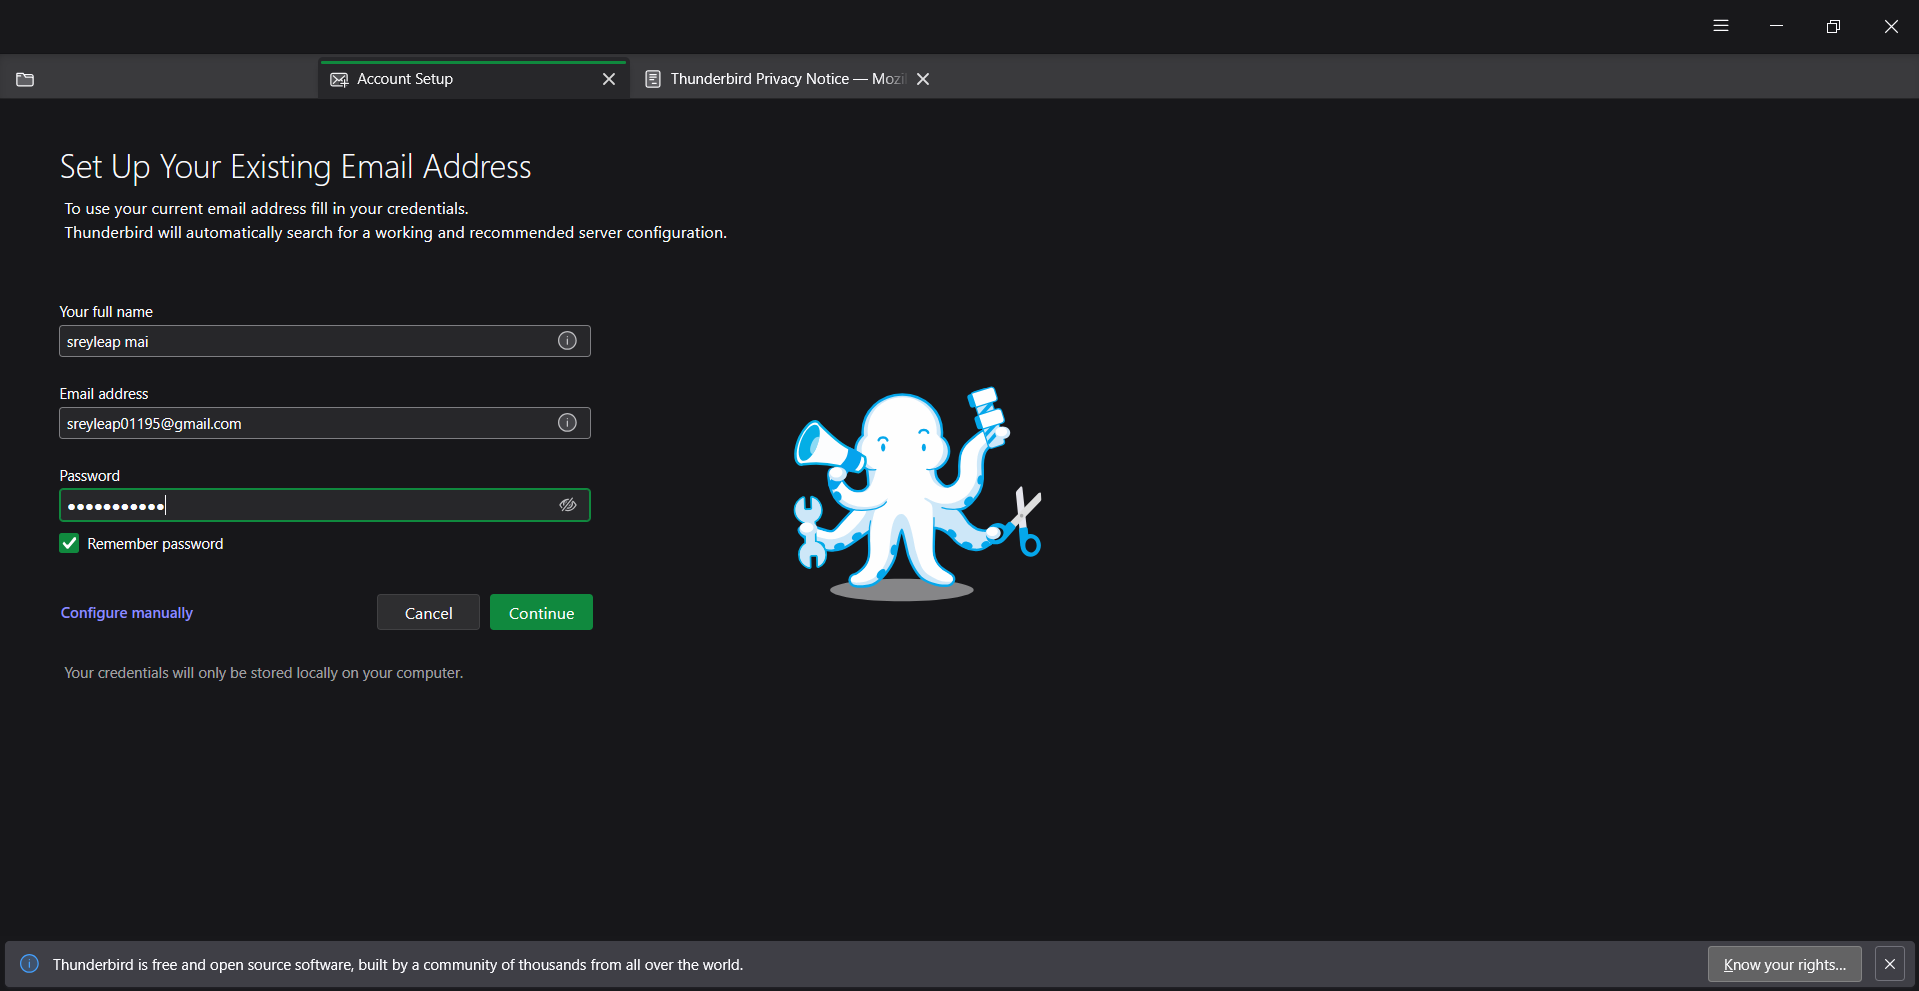 Account Setup
Thunderbird Privacy Notice — Mozil
Set Up Your Existing Email Address
To use your current email address fill in your credentials.
Thunderbird will automatically search for a working and recommended server configuration.
Your full name
sreyleap mai
Email address
sreyleap01195@gmail.com
Password
●●●●●●●●●●●
Remember password
Configure manually
Cancel
Continue
Your credentials will only be stored locally on your computer.
Thunderbird is free and open source software, built by a community of thousands from all over the world.
Know your rights...